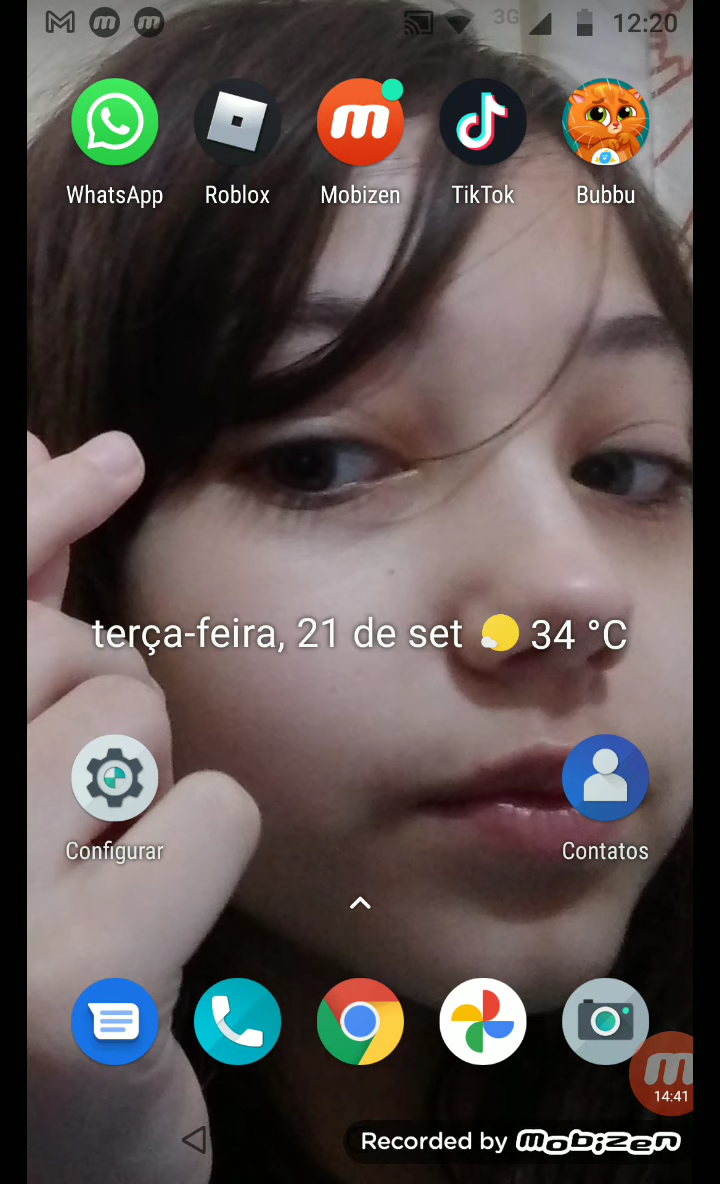 3G 12:20
WhatsApp Roblox Mobizen TikTok Bubbu
terça-feira, 21 de set 34 °C
Configurar Contatos
14:41
Recorded by mobizen